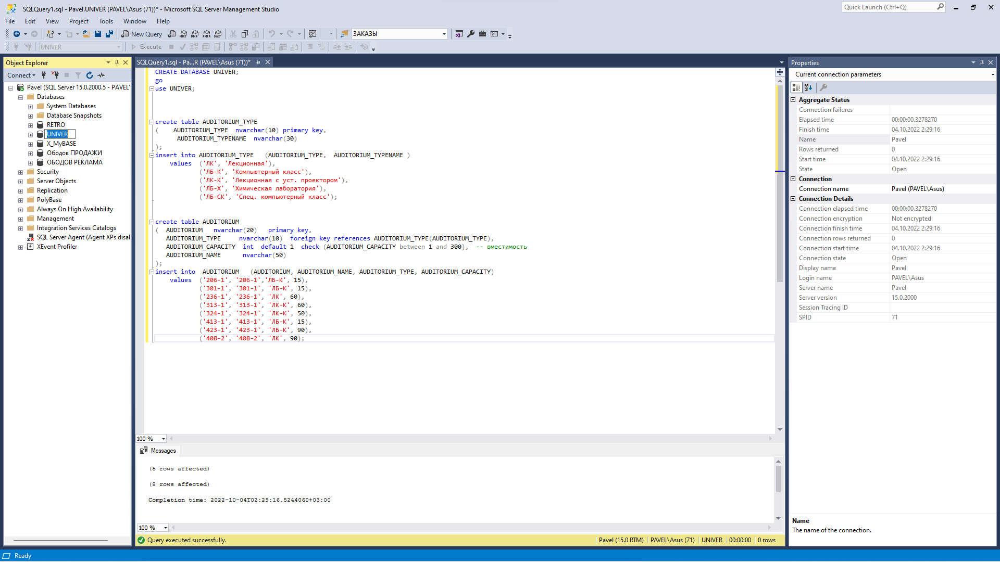 SQLQuery1.sql - Pavel.UNIVER (PAVEL\Asus (71))* - Microsoft SQL Server Management Studio
Quick Launch (Ctrl+Q)
File Edit View Project Tools Window Help
New Query MDX DMX XMLA DAX ЗАКАЗЫ
UNIVER Execute
Object Explorer
Connect
Pavel (SQL Server 15.0.2000.5 - PAVEL\
Databases
System Databases
Database Snapshots
RETRO
UNIVER
X_MyBASE
Ободов ПРОДАЖИ
ОБОДОВ РЕКЛАМА
Security
Server Objects
Replication
PolyBase
Always On High Availability
Management
Integration Services Catalogs
SQL Server Agent (Agent XPs disal
XEvent Profiler
SQLQuery1.sql - Pa...R (PAVEL\Asus (71))*
CREATE DATABASE UNIVER;
go
use UNIVER;
create table AUDITORIUM_TYPE
( AUDITORIUM_TYPE nvarchar(10) primary key,
AUDITORIUM_TYPENAME nvarchar(30)
);
insert into AUDITORIUM_TYPE (AUDITORIUM_TYPE, AUDITORIUM_TYPENAME )
values ('ЛК', 'Лекционная'),
('ЛБ-К', 'Компьютерный класс'),
('ЛК-К', 'Лекционная с уст. проектором'),
('ЛБ-X', 'Химическая лаборатория'),
('ЛБ-СК', 'Спец. компьютерный класс');
create table AUDITORIUM
( AUDITORIUM nvarchar(20) primary key,
AUDITORIUM_TYPE nvarchar(10) foreign key references AUDITORIUM_TYPE(AUDITORIUM_TYPE),
AUDITORIUM_CAPACITY int default 1 check (AUDITORIUM_CAPACITY between 1 and 300), -- вместимость
AUDITORIUM_NAME nvarchar(50)
);
insert into AUDITORIUM (AUDITORIUM, AUDITORIUM_NAME, AUDITORIUM_TYPE, AUDITORIUM_CAPACITY)
values ('206-1', '206-1','ЛБ-К', 15),
('301-1', '301-1', 'ЛБ-К', 15),
('236-1', '236-1', 'ЛК', 60),
('313-1', '313-1', 'ЛК-К', 60),
('324-1', '324-1', 'ЛК-К', 50),
('413-1', '413-1', 'ЛБ-К', 15),
('423-1', '423-1', 'ЛБ-К', 90),
('408-2', '408-2', 'ЛК', 90);
100 %
Messages
(5 rows affected)
(8 rows affected)
Completion time: 2022-10-04T02:29:16.5244060+03:00
100 %
Query executed successfully. Pavel (15.0 RTM) PAVEL\Asus (71) UNIVER 00:00:00 0 rows
Properties
Current connection parameters
Aggregate Status
Connection failures
Elapsed time 00:00:00.3278270
Finish time 04.10.2022 2:29:16
Name Pavel
Rows returned 0
Start time 04.10.2022 2:29:16
State Open
Connection
Connection name Pavel (PAVEL\Asus)
Connection Details
Connection elapsed time 00:00:00.3278270
Connection encryption Not encrypted
Connection finish time 04.10.2022 2:29:16
Connection rows returned 0
Connection start time 04.10.2022 2:29:16
Connection state Open
Display name Pavel
Login name PAVEL\Asus
Server name Pavel
Server version 15.0.2000
Session Tracing ID
SPID 71
Name
The name of the connection.
Ready